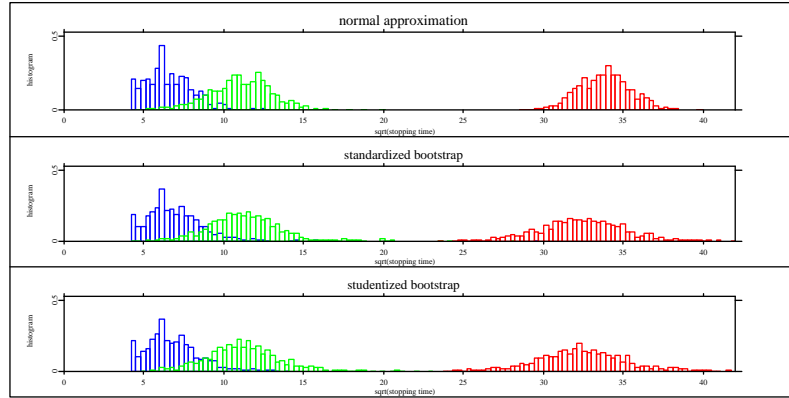 normal approximation
0.5
histogram
0
0 5 10 15 20 25 30 35 40
sqrt(stopping time)
standardized bootstrap
0.5
histogram
0
0 5 10 15 20 25 30 35 40
sqrt(stopping time)
studentized bootstrap
0.5
histogram
0
0 5 10 15 20 25 30 35 40
sqrt(stopping time)